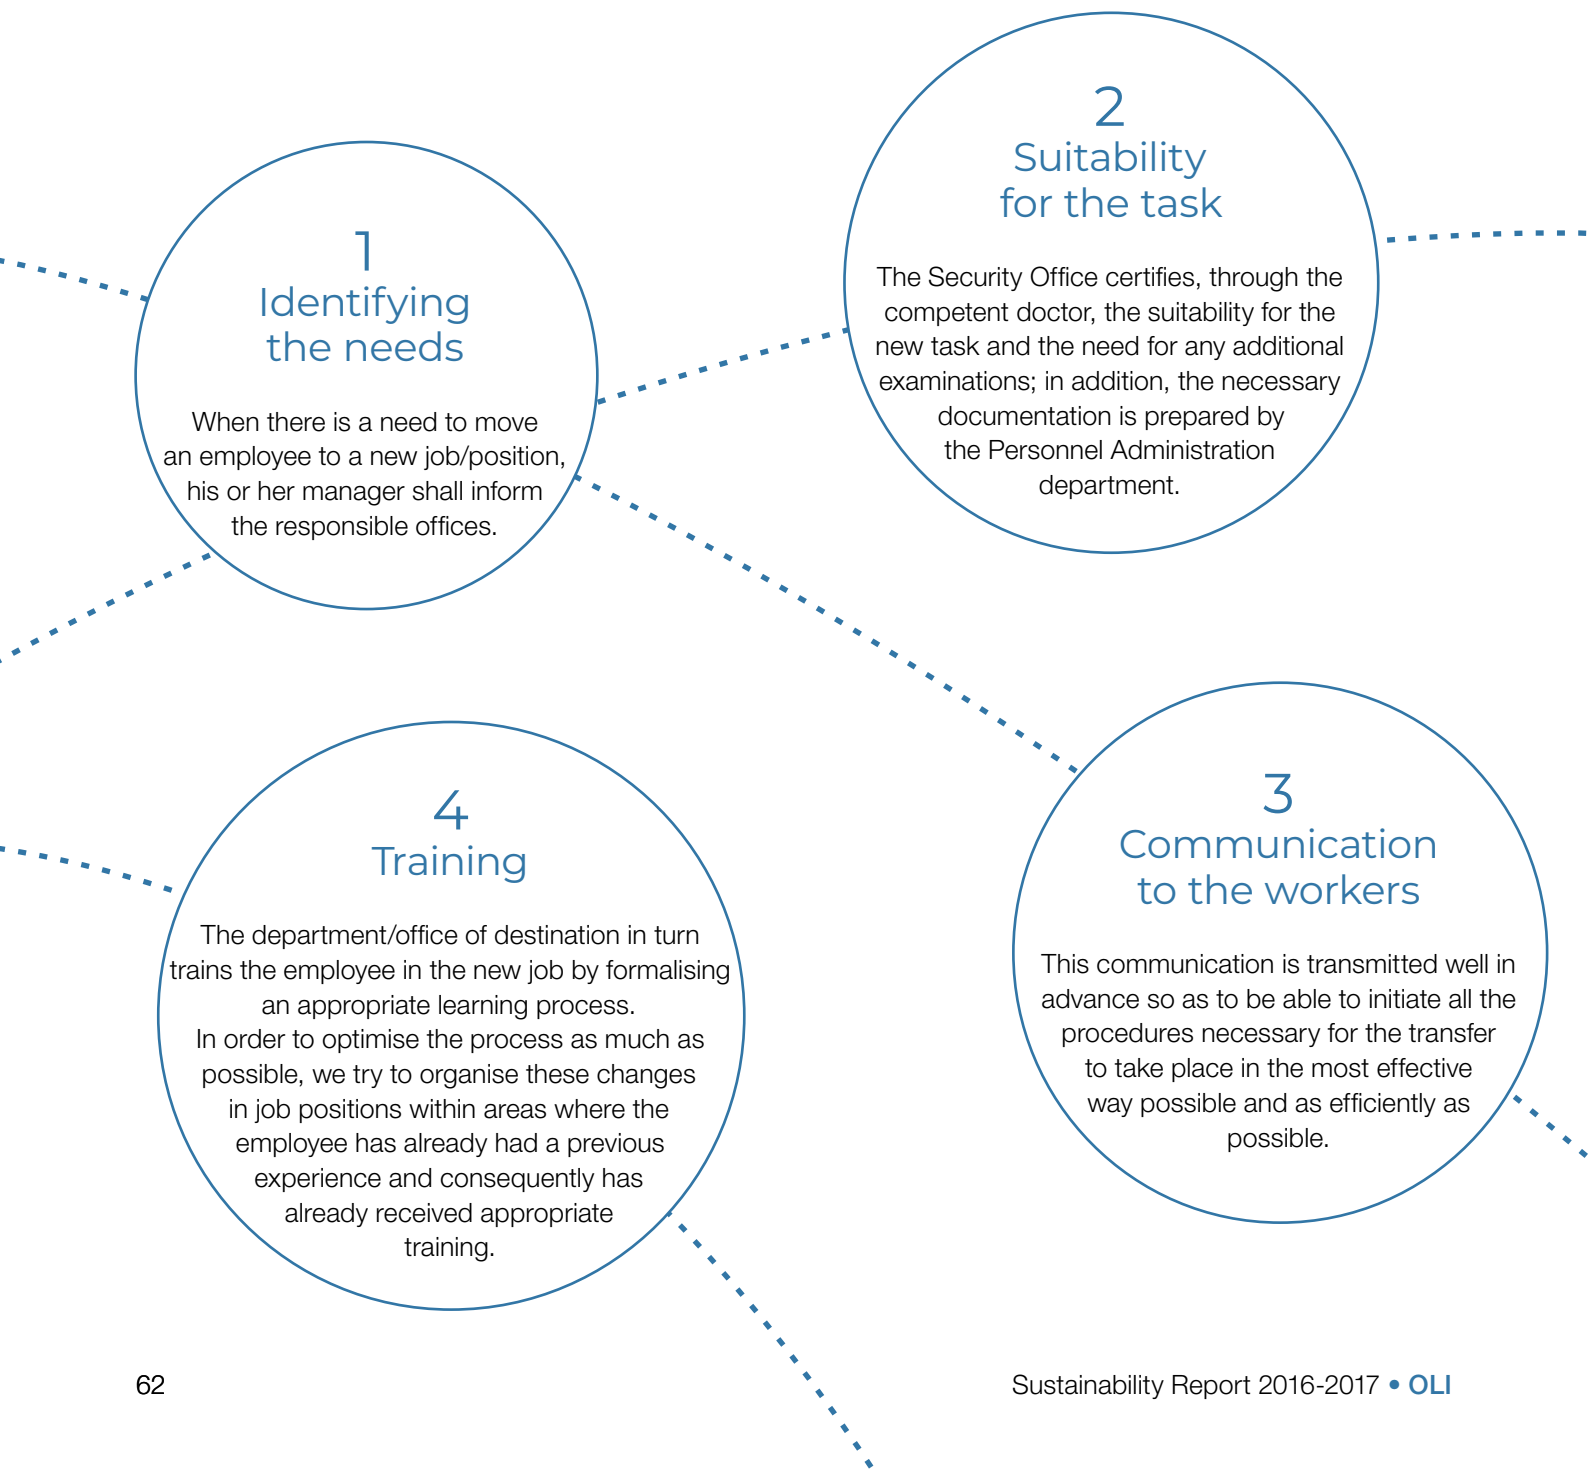 1
Identifying
the needs
When there is a need to move
an employee to a new job/position,
his or her manager shall inform
the responsible offices.
2
Suitability
for the task
The Security Office certifies, through the
competent doctor, the suitability for the
new task and the need for any additional
examinations; in addition, the necessary
documentation is prepared by
the Personnel Administration
department.
3
Communication
to the workers
This communication is transmitted well in
advance so as to be able to initiate all the
procedures necessary for the transfer
to take place in the most effective
way possible and as efficiently as
possible.
4
Training
The department/office of destination in turn
trains the employee in the new job by formalising
an appropriate learning process.
In order to optimise the process as much as
possible, we try to organise these changes
in job positions within areas where the
employee has already had a previous
experience and consequently has
already received appropriate
training.
62
Sustainability Report 2016-2017 • OLI